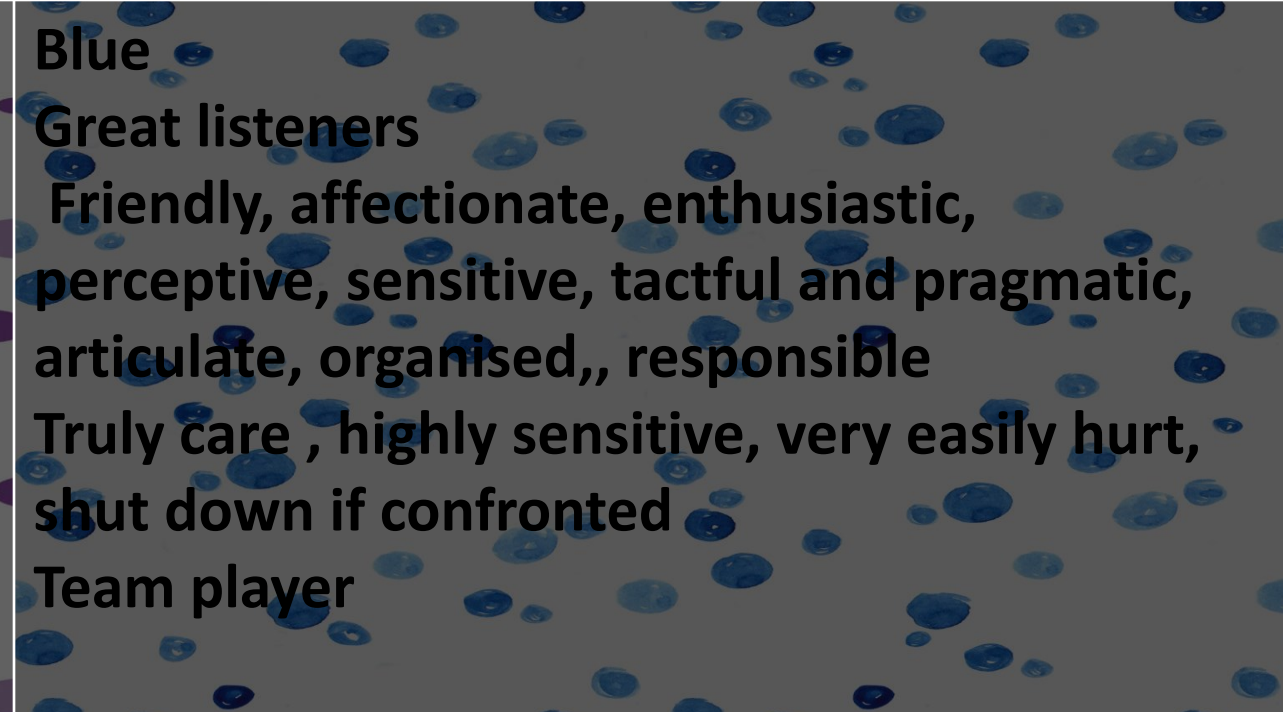 Blue
Great listeners
Friendly, affectionate, enthusiastic,
perceptive, sensitive, tactful and pragmatic,
articulate, organised,, responsible
Truly care , highly sensitive, very easily hurt,
shut down if confronted
Team player